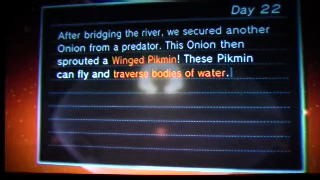 Day 22
After bridging the river, we secured another
Onion from a predator. This Onion then
sprouted a Winged Pikmin! These Pikmin
can fly and traverse bodies of water.